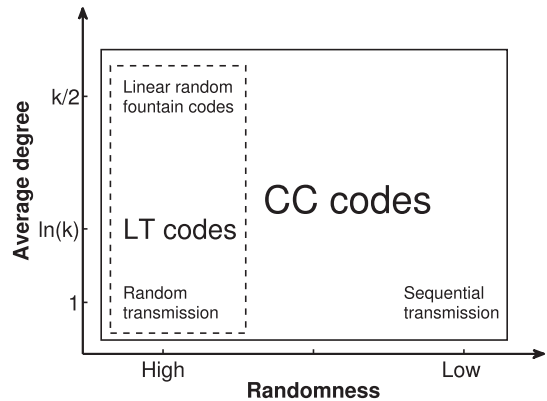 Average degree
k/2
ln(k)
1
Linear random
fountain codes
LT codes
CC codes
Random
transmission
Sequential
transmission
High
Low
Randomness